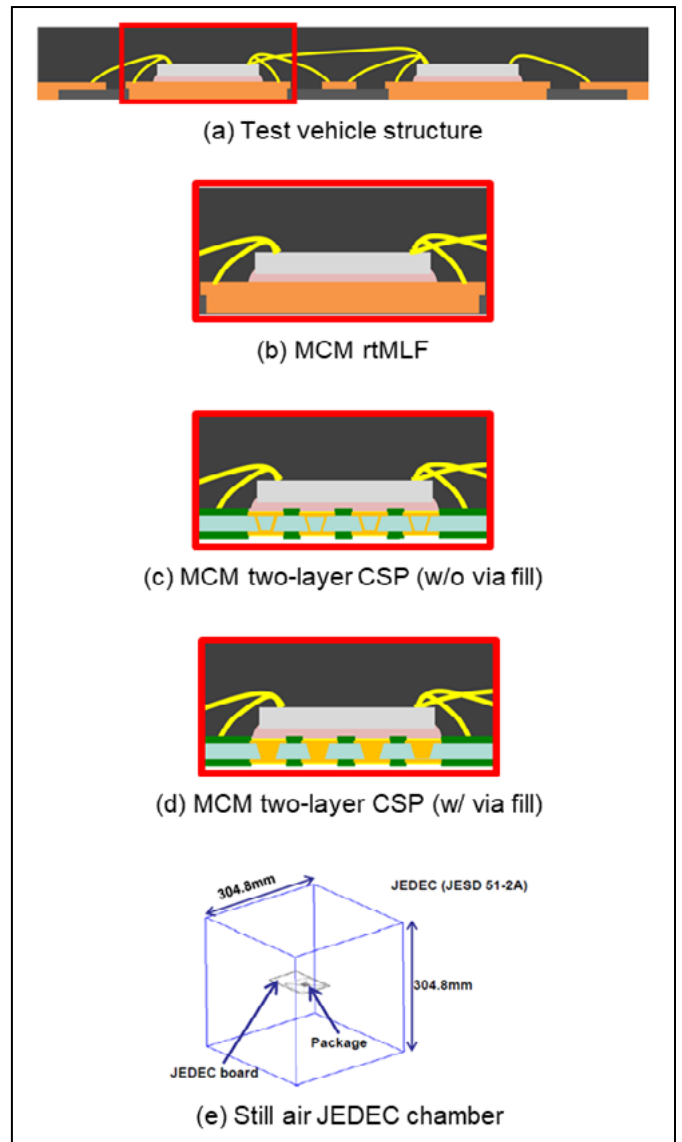 (a) Test vehicle structure
(b) MCM rtMLF
(c) MCM two-layer CSP (w/o via fill)
(d) MCM two-layer CSP (w/ via fill)
304.8mm
JEDEC (JESD 51-2A)
304.8mm
Package
JEDEC board
(e) Still air JEDEC chamber